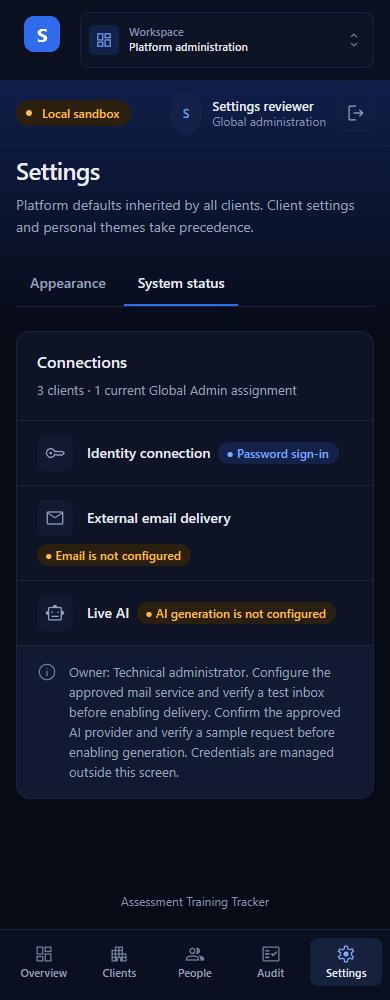 S
Workspace
Platform administration
Local sandbox
S
Settings reviewer
Global administration
Settings
Platform defaults inherited by all clients. Client settings
and personal themes take precedence.
Appearance
System status
Connections
3 clients · 1 current Global Admin assignment
Identity connection
Password sign-in
External email delivery
Email is not configured
Live AI
AI generation is not configured
Owner: Technical administrator. Configure the
approved mail service and verify a test inbox
before enabling delivery. Confirm the approved
AI provider and verify a sample request before
enabling generation. Credentials are managed
outside this screen.
Assessment Training Tracker
Overview
Clients
People
Audit
Settings